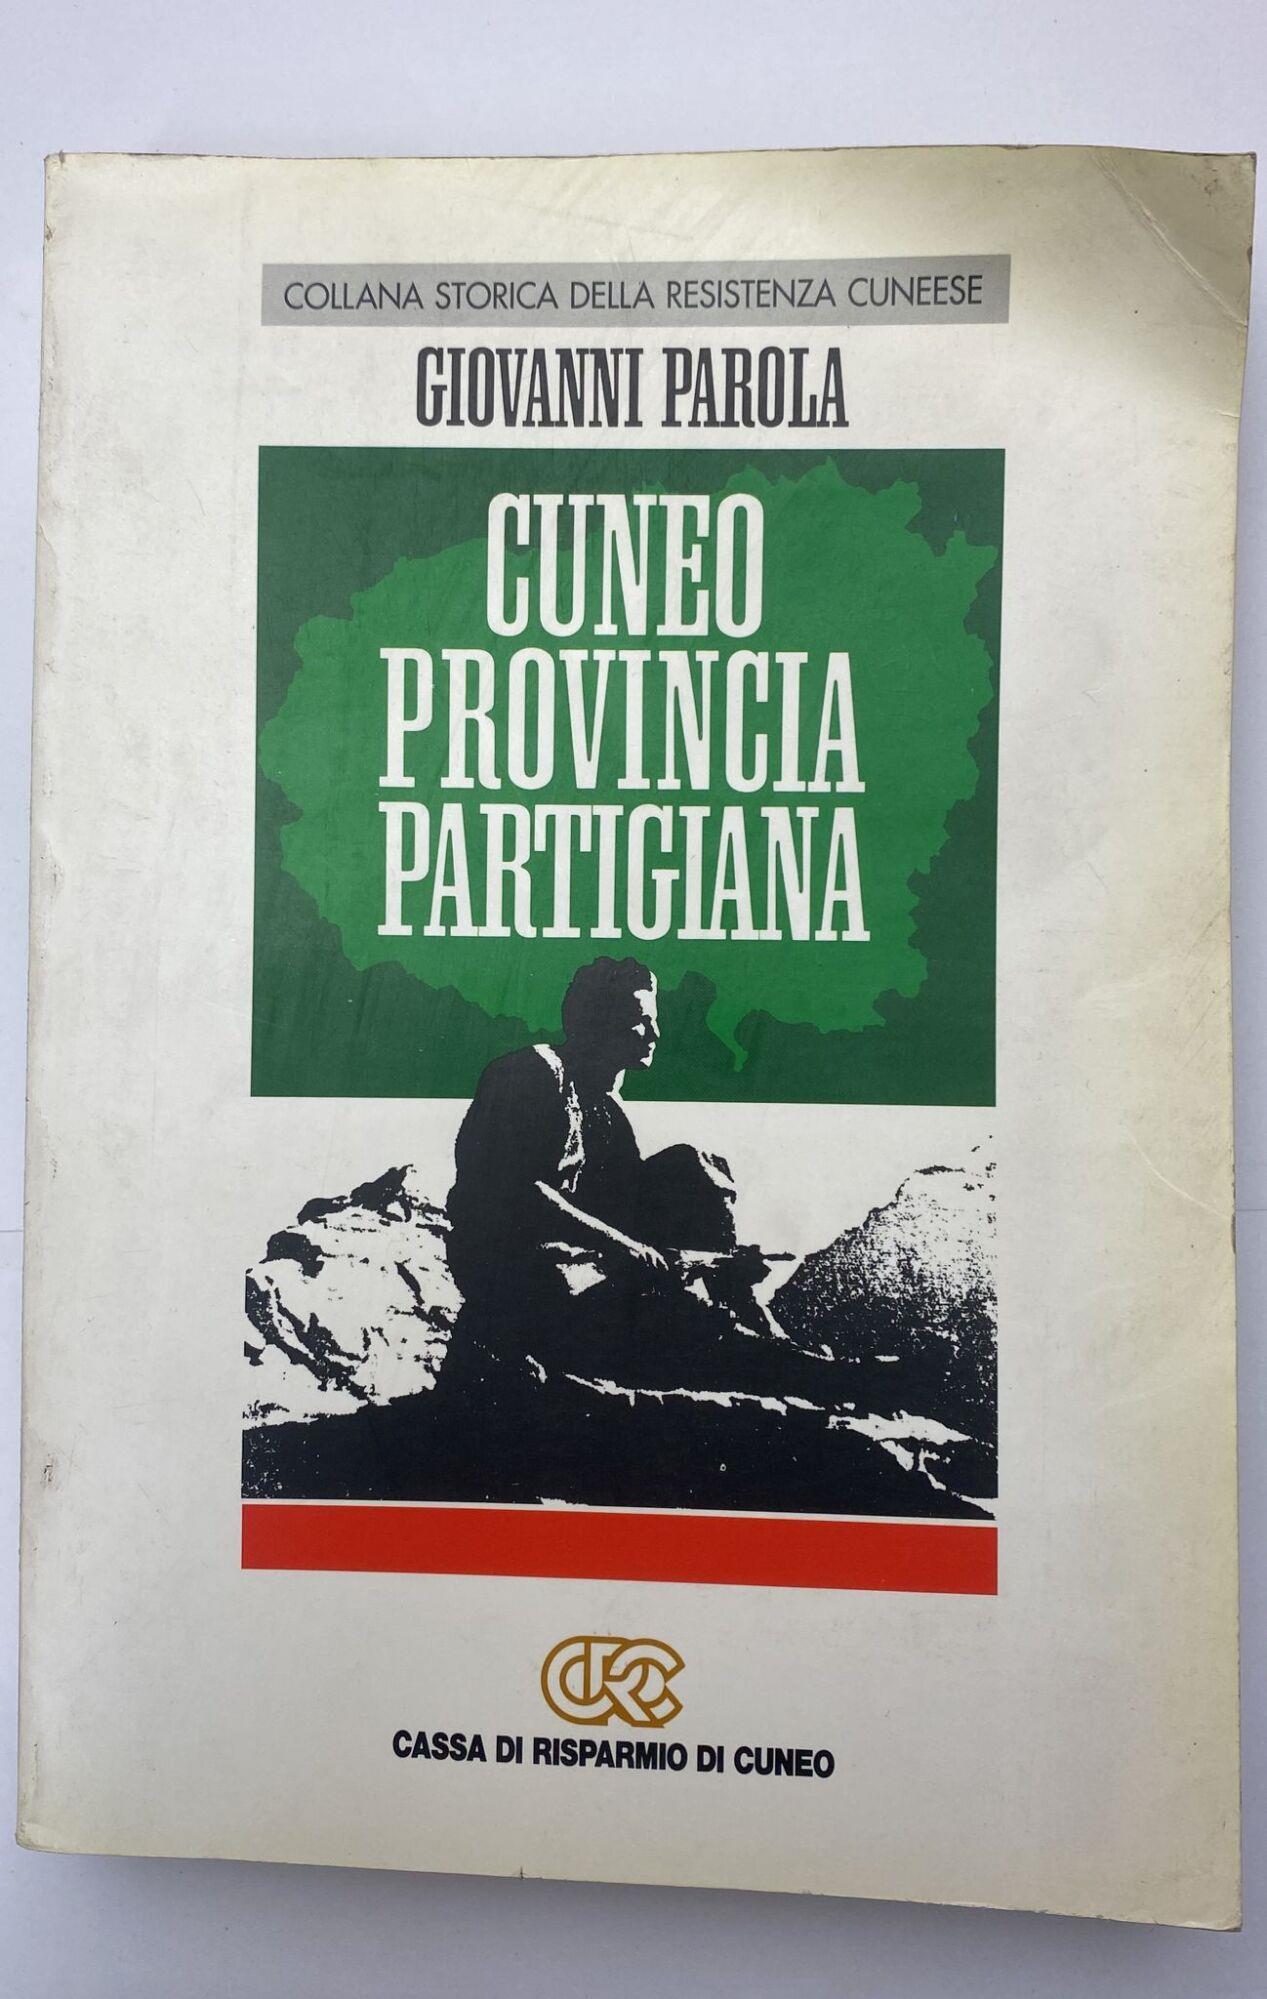 COLLANA STORICA DELLA RESISTENZA CUNEESE
GIOVANNI PAROLA
CUNEO
PROVINCIA
PARTIGIANA
CRC
CASSA DI RISPARMIO DI CUNEO